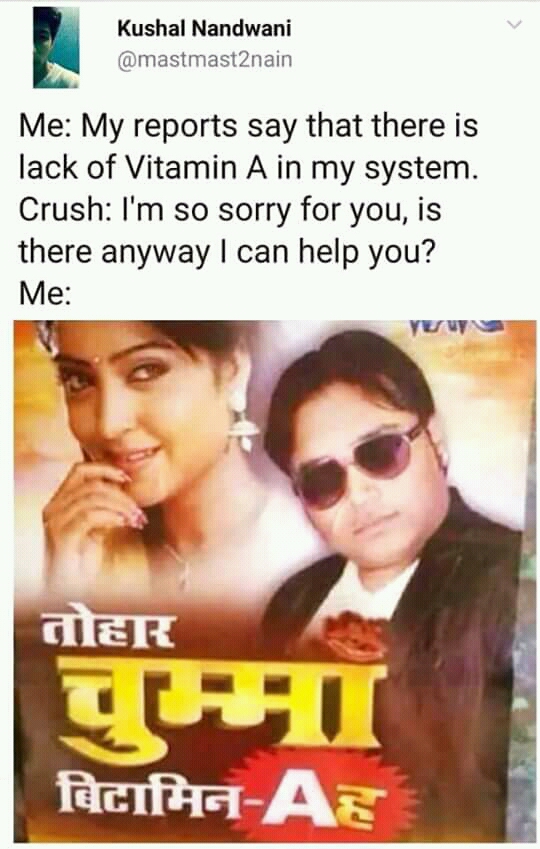 Kushal Nandwani
@mastmast2nain
Me: My reports say that there is
lack of Vitamin A in my system.
Crush: I'm so sorry for you, is
there anyway I can help you?
Me:
तोहार
चुम्मा
बिटामिन-A ह